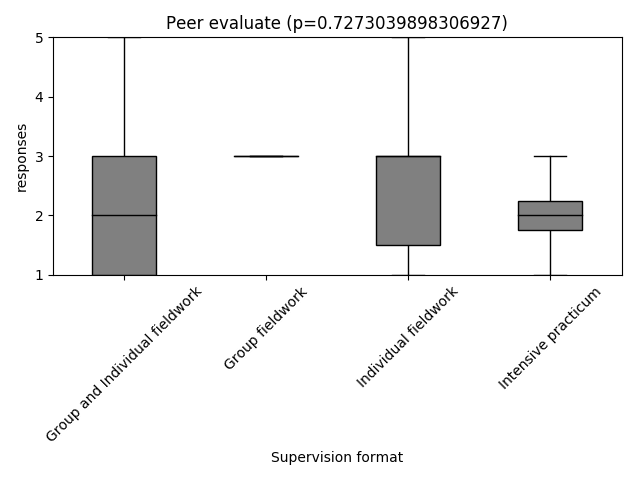 Peer evaluate (p=0.7273039898306927)
responses
5
4
3
2
1
Group and Individual fieldwork
Group fieldwork
Individual fieldwork
Intensive practicum
Supervision format